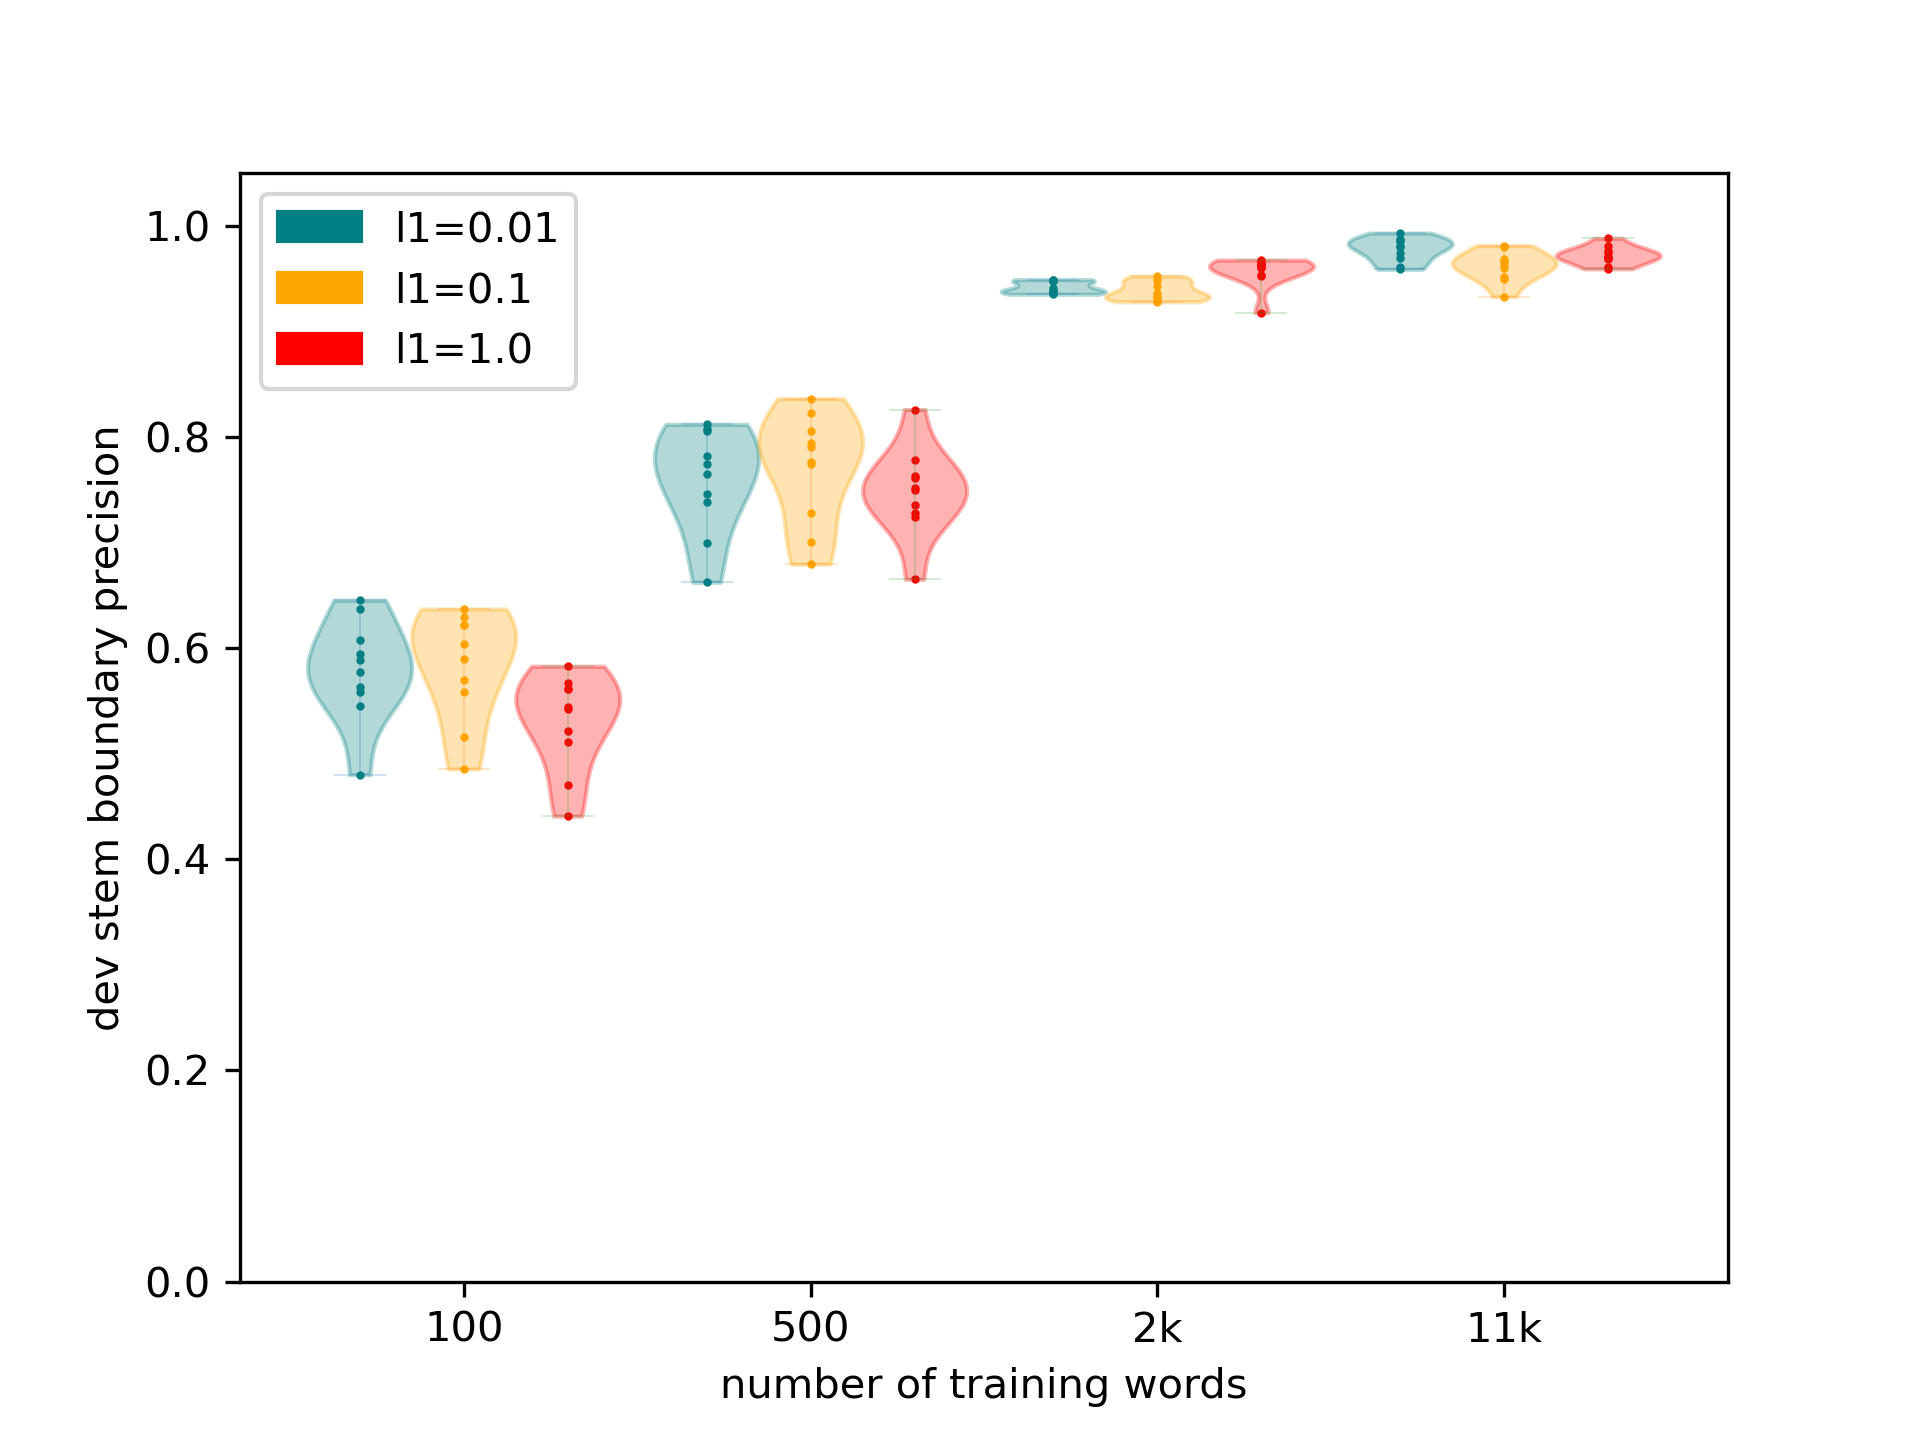 l1=0.01
l1=0.1
l1=1.0
1.0
0.8
0.6
0.4
0.2
0.0
dev stem boundary precision
100 500 2k 11k
number of training words